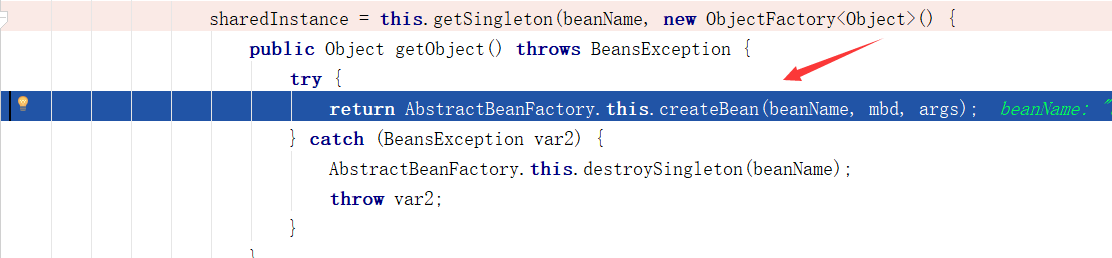 sharedInstance = this.getSingleton(beanName, new ObjectFactory<Object>() {
public Object getObject() throws BeansException {
try {
return AbstractBeanFactory.this.createBean(beanName, mbd, args);  beanName: "
} catch (BeansException var2) {
AbstractBeanFactory.this.destroySingleton(beanName);
throw var2;
}
}